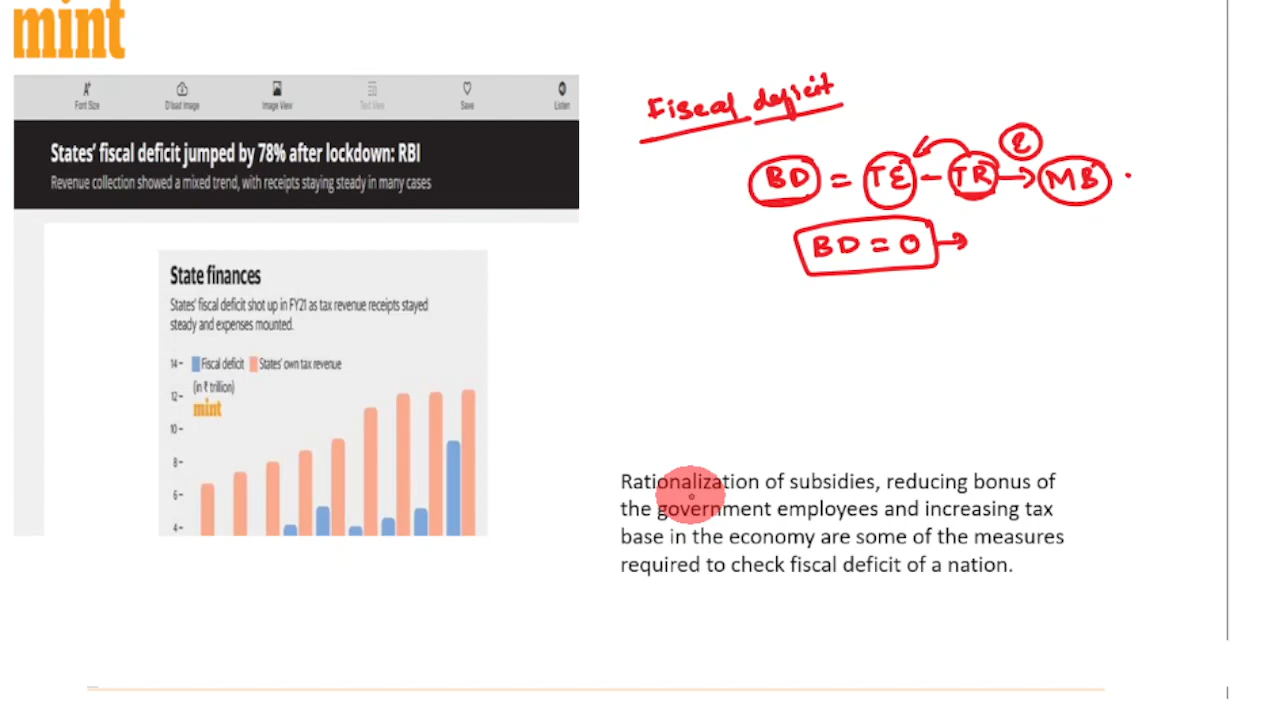 mint
Font Size
D'load Image
Image View
Text View
Save
Listen
States' fiscal deficit jumped by 78% after lockdown: RBI
Revenue collection showed a mixed trend, with receipts staying steady in many cases
State finances
States' fiscal deficit shot up in FY21 as tax revenue receipts stayed
steady and expenses mounted.
14
Fiscal deficit
States' own tax revenue
(in ₹ trillion)
12
mint
10
8
6
4
Fiscal deficit
BD = TE - TR → MB
BD = 0 →
Rationalization of subsidies, reducing bonus of
the government employees and increasing tax
base in the economy are some of the measures
required to check fiscal deficit of a nation.